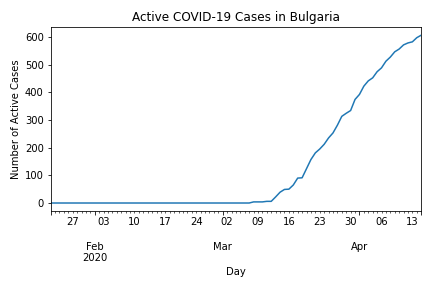 Active COVID-19 Cases in Bulgaria
Number of Active Cases
600
500
400
300
200
100
0
27 03 10 17 24 02 09 16 23 30 06 13
Feb Mar Apr
2020
Day